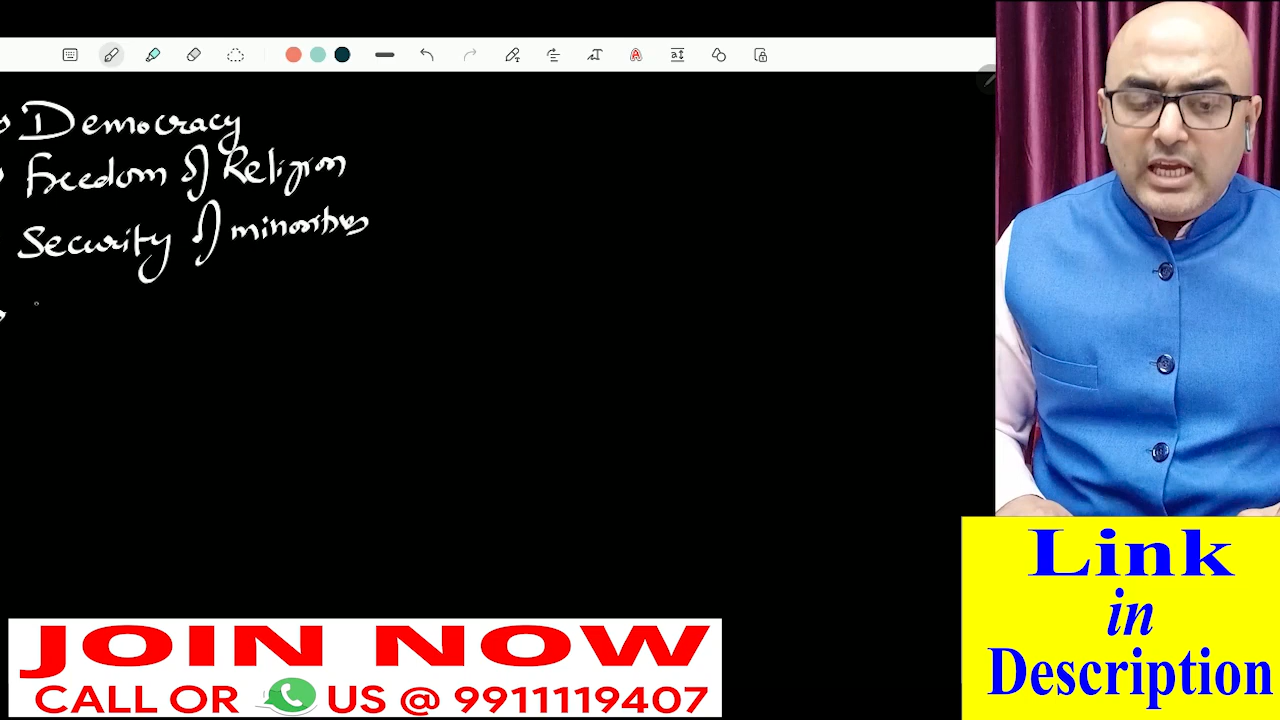 Democracy
Freedom of Religion
Security of minorities
JOIN NOW
CALL OR US @ 9911119407
Link
in
Description